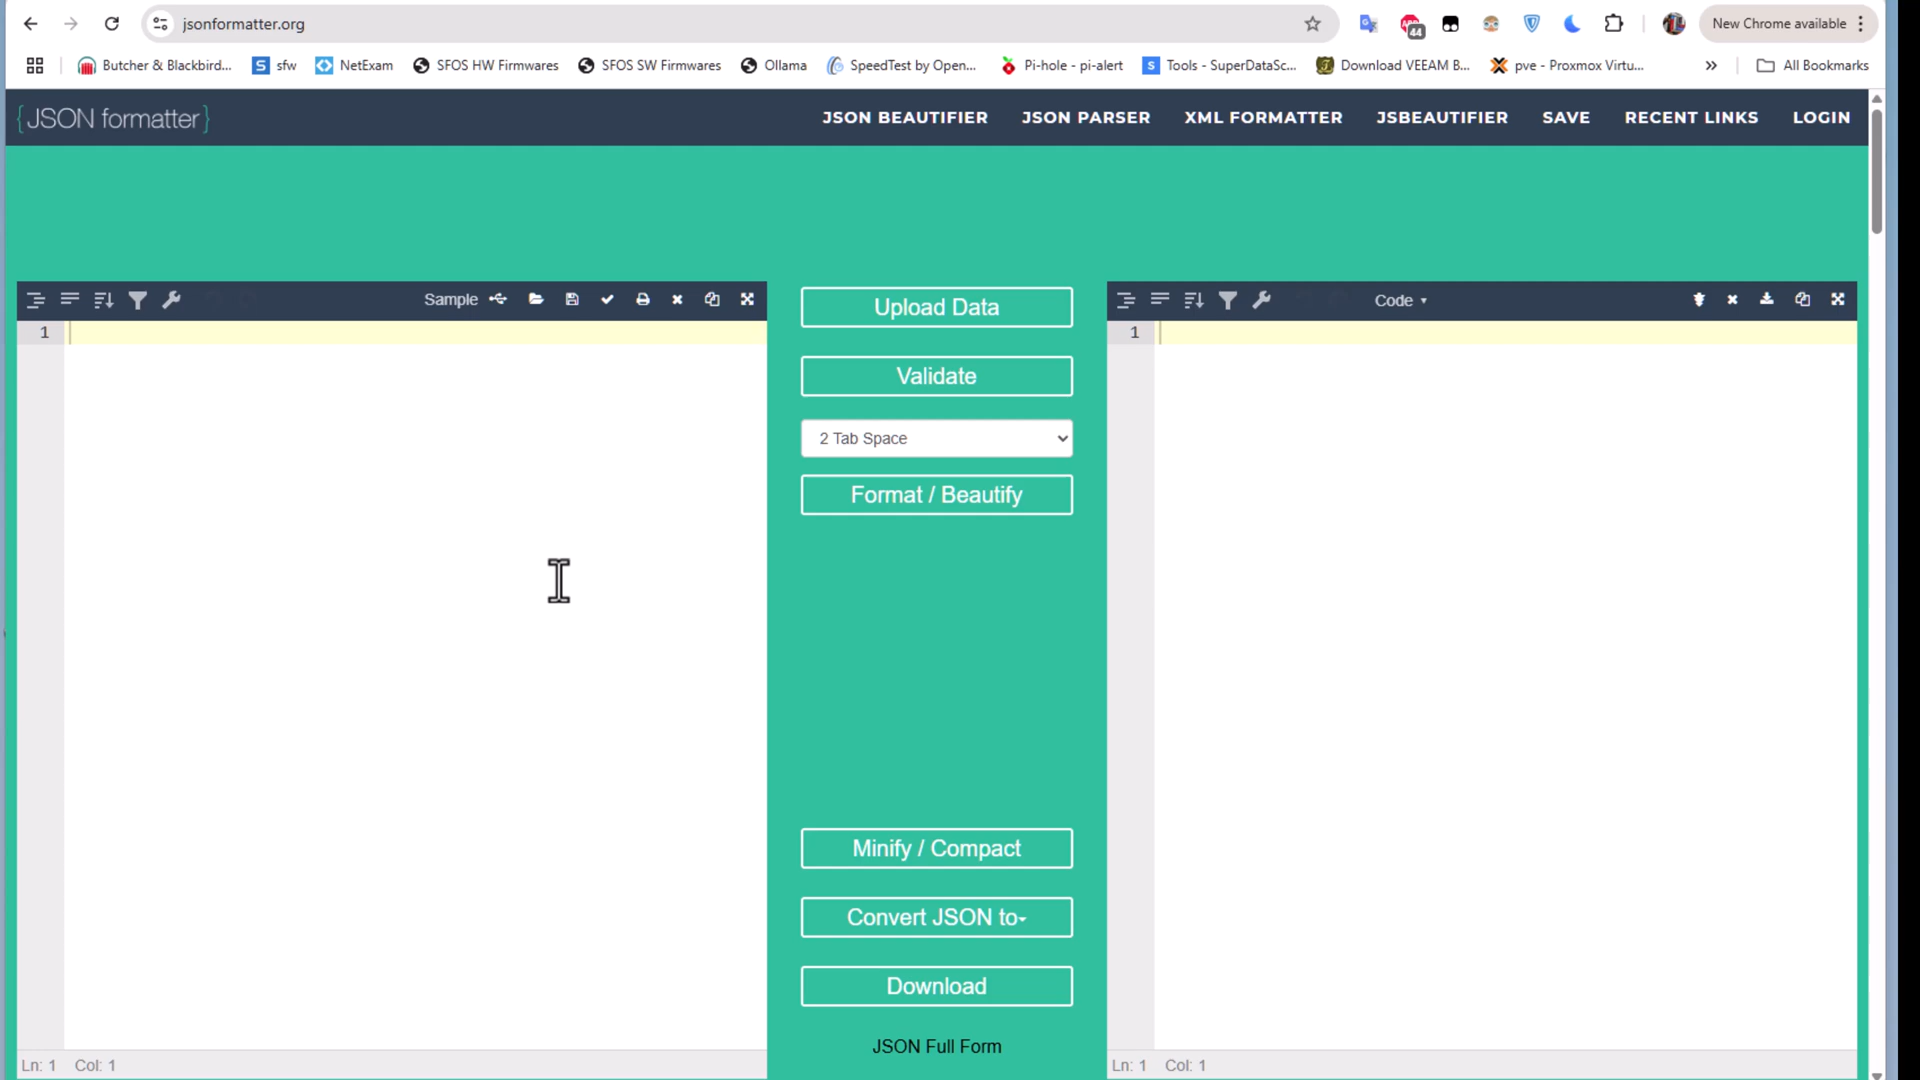 jsonformatter.org
44
New Chrome available
Butcher & Blackbird...
sfw
NetExam
SFOS HW Firmwares
SFOS SW Firmwares
Ollama
SpeedTest by Open...
Pi-hole - pi-alert
Tools - SuperDataSc...
Download VEEAM B...
pve - Proxmox Virtu...
All Bookmarks
{JSON formatter}
JSON BEAUTIFIER
JSON PARSER
XML FORMATTER
JSBEAUTIFIER
SAVE
RECENT LINKS
LOGIN
Sample
1
Ln: 1 Col: 1
Upload Data
Validate
2 Tab Space
Format / Beautify
Minify / Compact
Convert JSON to
Download
JSON Full Form
Code
1
Ln: 1 Col: 1